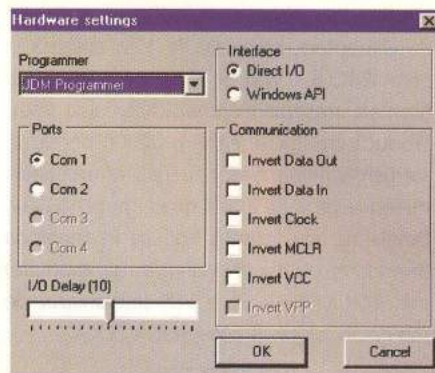 Hardware settings
Programmer
JDM Programmer
Interface
Direct I/O
Windows API
Ports
Com 1
Com 2
Com 3
Com 4
Communication
Invert Data Out
Invert Data In
Invert Clock
Invert MCLR
Invert VCC
Invert VPP
I/O Delay (10)
OK
Cancel